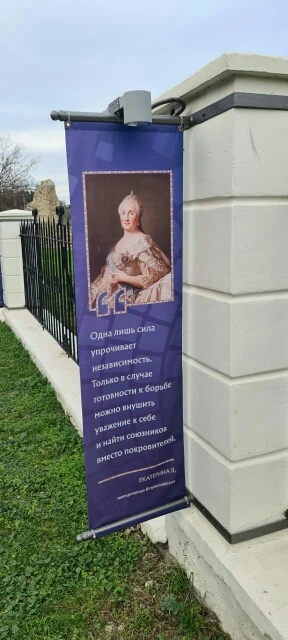 Одна лишь сила
упрочивает
независимость.
Только в случае
готовности к борьбе
можно внушить
уважение к себе
и найти союзников
вместо покровителей.
ЕКАТЕРИНА II,
императрица Всероссийская